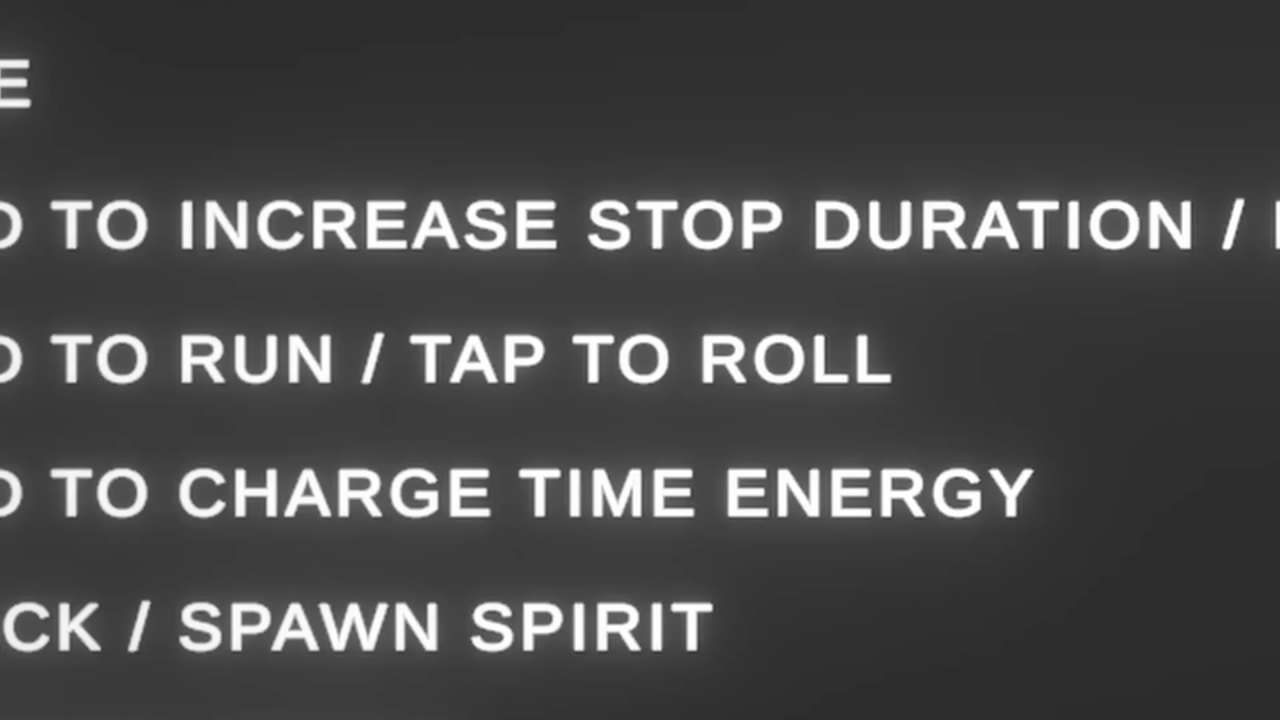 E
D TO INCREASE STOP DURATION /
D TO RUN / TAP TO ROLL
D TO CHARGE TIME ENERGY
CK / SPAWN SPIRIT